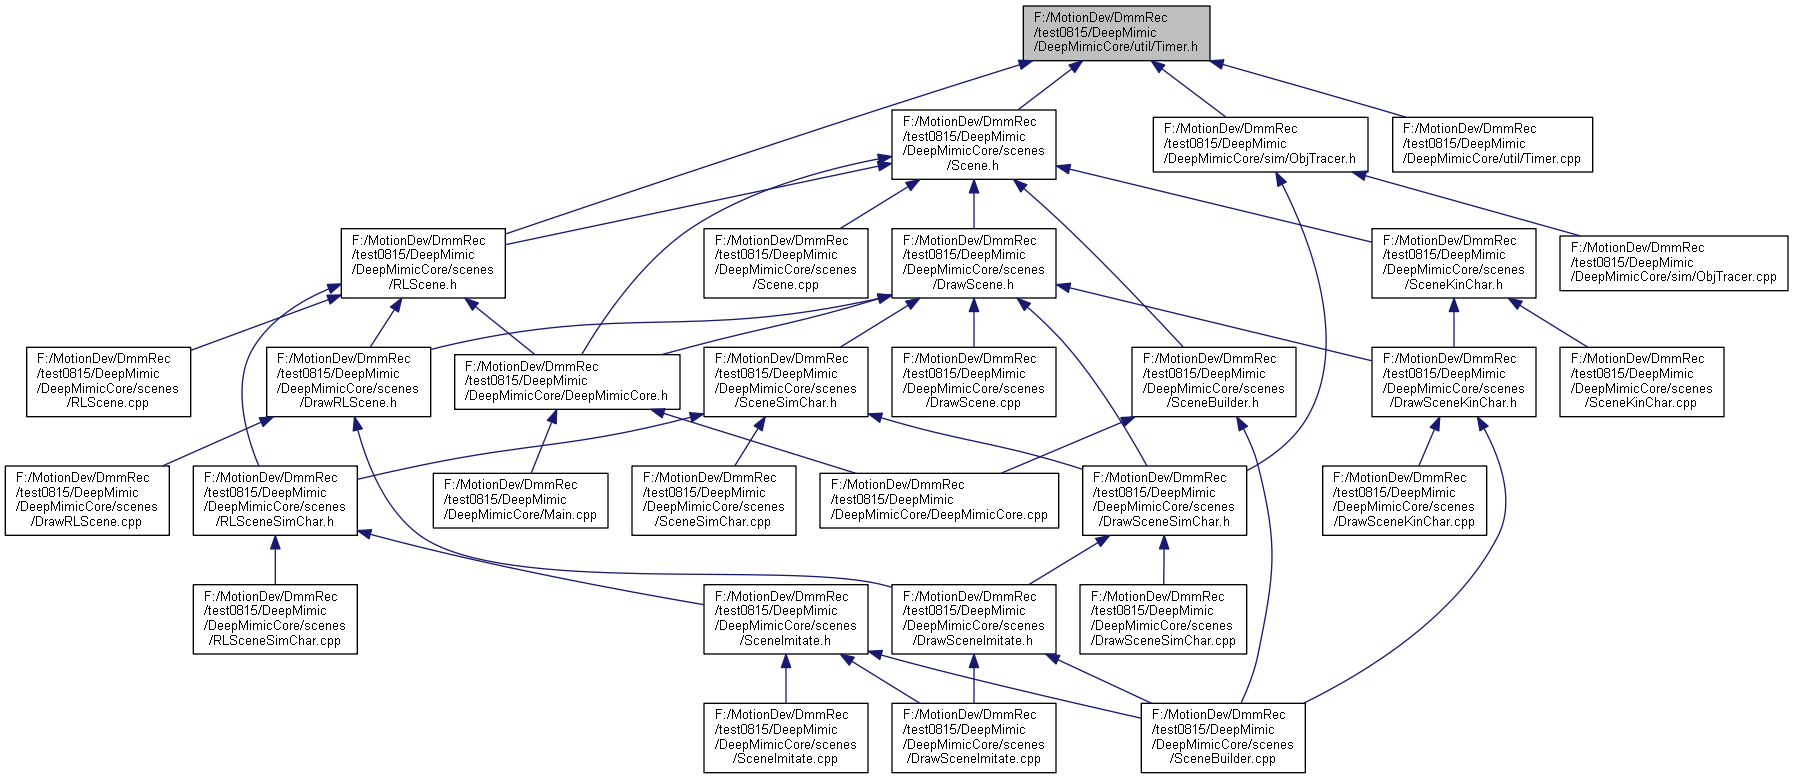 F:/MotionDev/DmmRec
/test0815/DeepMimic
/DeepMimicCore/util/Timer.h
F:/MotionDev/DmmRec
/test0815/DeepMimic
/DeepMimicCore/scenes
/Scene.h
F:/MotionDev/DmmRec
/test0815/DeepMimic
/DeepMimicCore/sim/ObjTracer.h
F:/MotionDev/DmmRec
/test0815/DeepMimic
/DeepMimicCore/util/Timer.cpp
F:/MotionDev/DmmRec
/test0815/DeepMimic
/DeepMimicCore/scenes
/RLScene.h
F:/MotionDev/DmmRec
/test0815/DeepMimic
/DeepMimicCore/scenes
/Scene.cpp
F:/MotionDev/DmmRec
/test0815/DeepMimic
/DeepMimicCore/scenes
/DrawScene.h
F:/MotionDev/DmmRec
/test0815/DeepMimic
/DeepMimicCore/scenes
/SceneKinChar.h
F:/MotionDev/DmmRec
/test0815/DeepMimic
/DeepMimicCore/sim/ObjTracer.cpp
F:/MotionDev/DmmRec
/test0815/DeepMimic
/DeepMimicCore/scenes
/RLScene.cpp
F:/MotionDev/DmmRec
/test0815/DeepMimic
/DeepMimicCore/scenes
/DrawRLScene.h
F:/MotionDev/DmmRec
/test0815/DeepMimic
/DeepMimicCore/DeepMimicCore.h
F:/MotionDev/DmmRec
/test0815/DeepMimic
/DeepMimicCore/scenes
/SceneSimChar.h
F:/MotionDev/DmmRec
/test0815/DeepMimic
/DeepMimicCore/scenes
/DrawScene.cpp
F:/MotionDev/DmmRec
/test0815/DeepMimic
/DeepMimicCore/scenes
/SceneBuilder.h
F:/MotionDev/DmmRec
/test0815/DeepMimic
/DeepMimicCore/scenes
/DrawSceneKinChar.h
F:/MotionDev/DmmRec
/test0815/DeepMimic
/DeepMimicCore/scenes
/SceneKinChar.cpp
F:/MotionDev/DmmRec
/test0815/DeepMimic
/DeepMimicCore/scenes
/DrawRLScene.cpp
F:/MotionDev/DmmRec
/test0815/DeepMimic
/DeepMimicCore/scenes
/RLSceneSimChar.h
F:/MotionDev/DmmRec
/test0815/DeepMimic
/DeepMimicCore/Main.cpp
F:/MotionDev/DmmRec
/test0815/DeepMimic
/DeepMimicCore/scenes
/SceneSimChar.cpp
F:/MotionDev/DmmRec
/test0815/DeepMimic
/DeepMimicCore/DeepMimicCore.cpp
F:/MotionDev/DmmRec
/test0815/DeepMimic
/DeepMimicCore/scenes
/DrawSceneSimChar.h
F:/MotionDev/DmmRec
/test0815/DeepMimic
/DeepMimicCore/scenes
/DrawSceneKinChar.cpp
F:/MotionDev/DmmRec
/test0815/DeepMimic
/DeepMimicCore/scenes
/RLSceneSimChar.cpp
F:/MotionDev/DmmRec
/test0815/DeepMimic
/DeepMimicCore/scenes
/SceneImitate.h
F:/MotionDev/DmmRec
/test0815/DeepMimic
/DeepMimicCore/scenes
/DrawSceneImitate.h
F:/MotionDev/DmmRec
/test0815/DeepMimic
/DeepMimicCore/scenes
/DrawSceneSimChar.cpp
F:/MotionDev/DmmRec
/test0815/DeepMimic
/DeepMimicCore/scenes
/SceneImitate.cpp
F:/MotionDev/DmmRec
/test0815/DeepMimic
/DeepMimicCore/scenes
/DrawSceneImitate.cpp
F:/MotionDev/DmmRec
/test0815/DeepMimic
/DeepMimicCore/scenes
/SceneBuilder.cpp